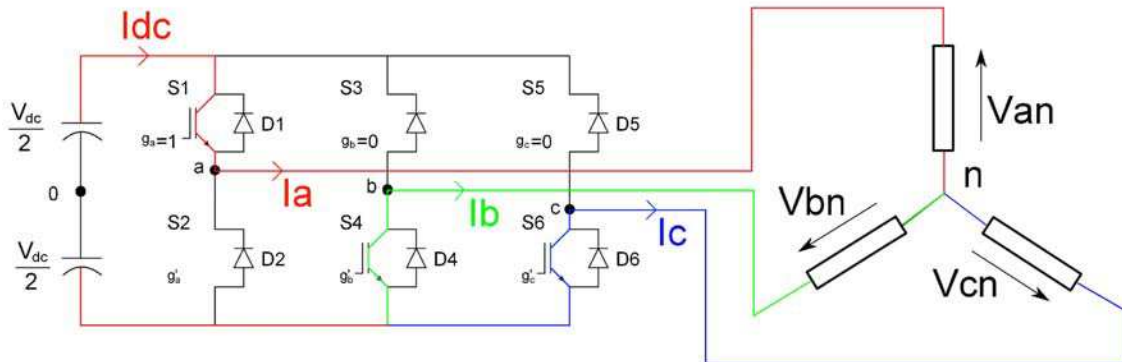 Idc
S1
S3
S5
Vdc
2
D1
D5
Van
ga=1
gb=0
gc=0
a
0
Ia
b
n
Ib
c
Ic
Vbn
Vdc
2
S2
S4
S6
D2
D4
D6
Vcn
g'a
g'b
g'c